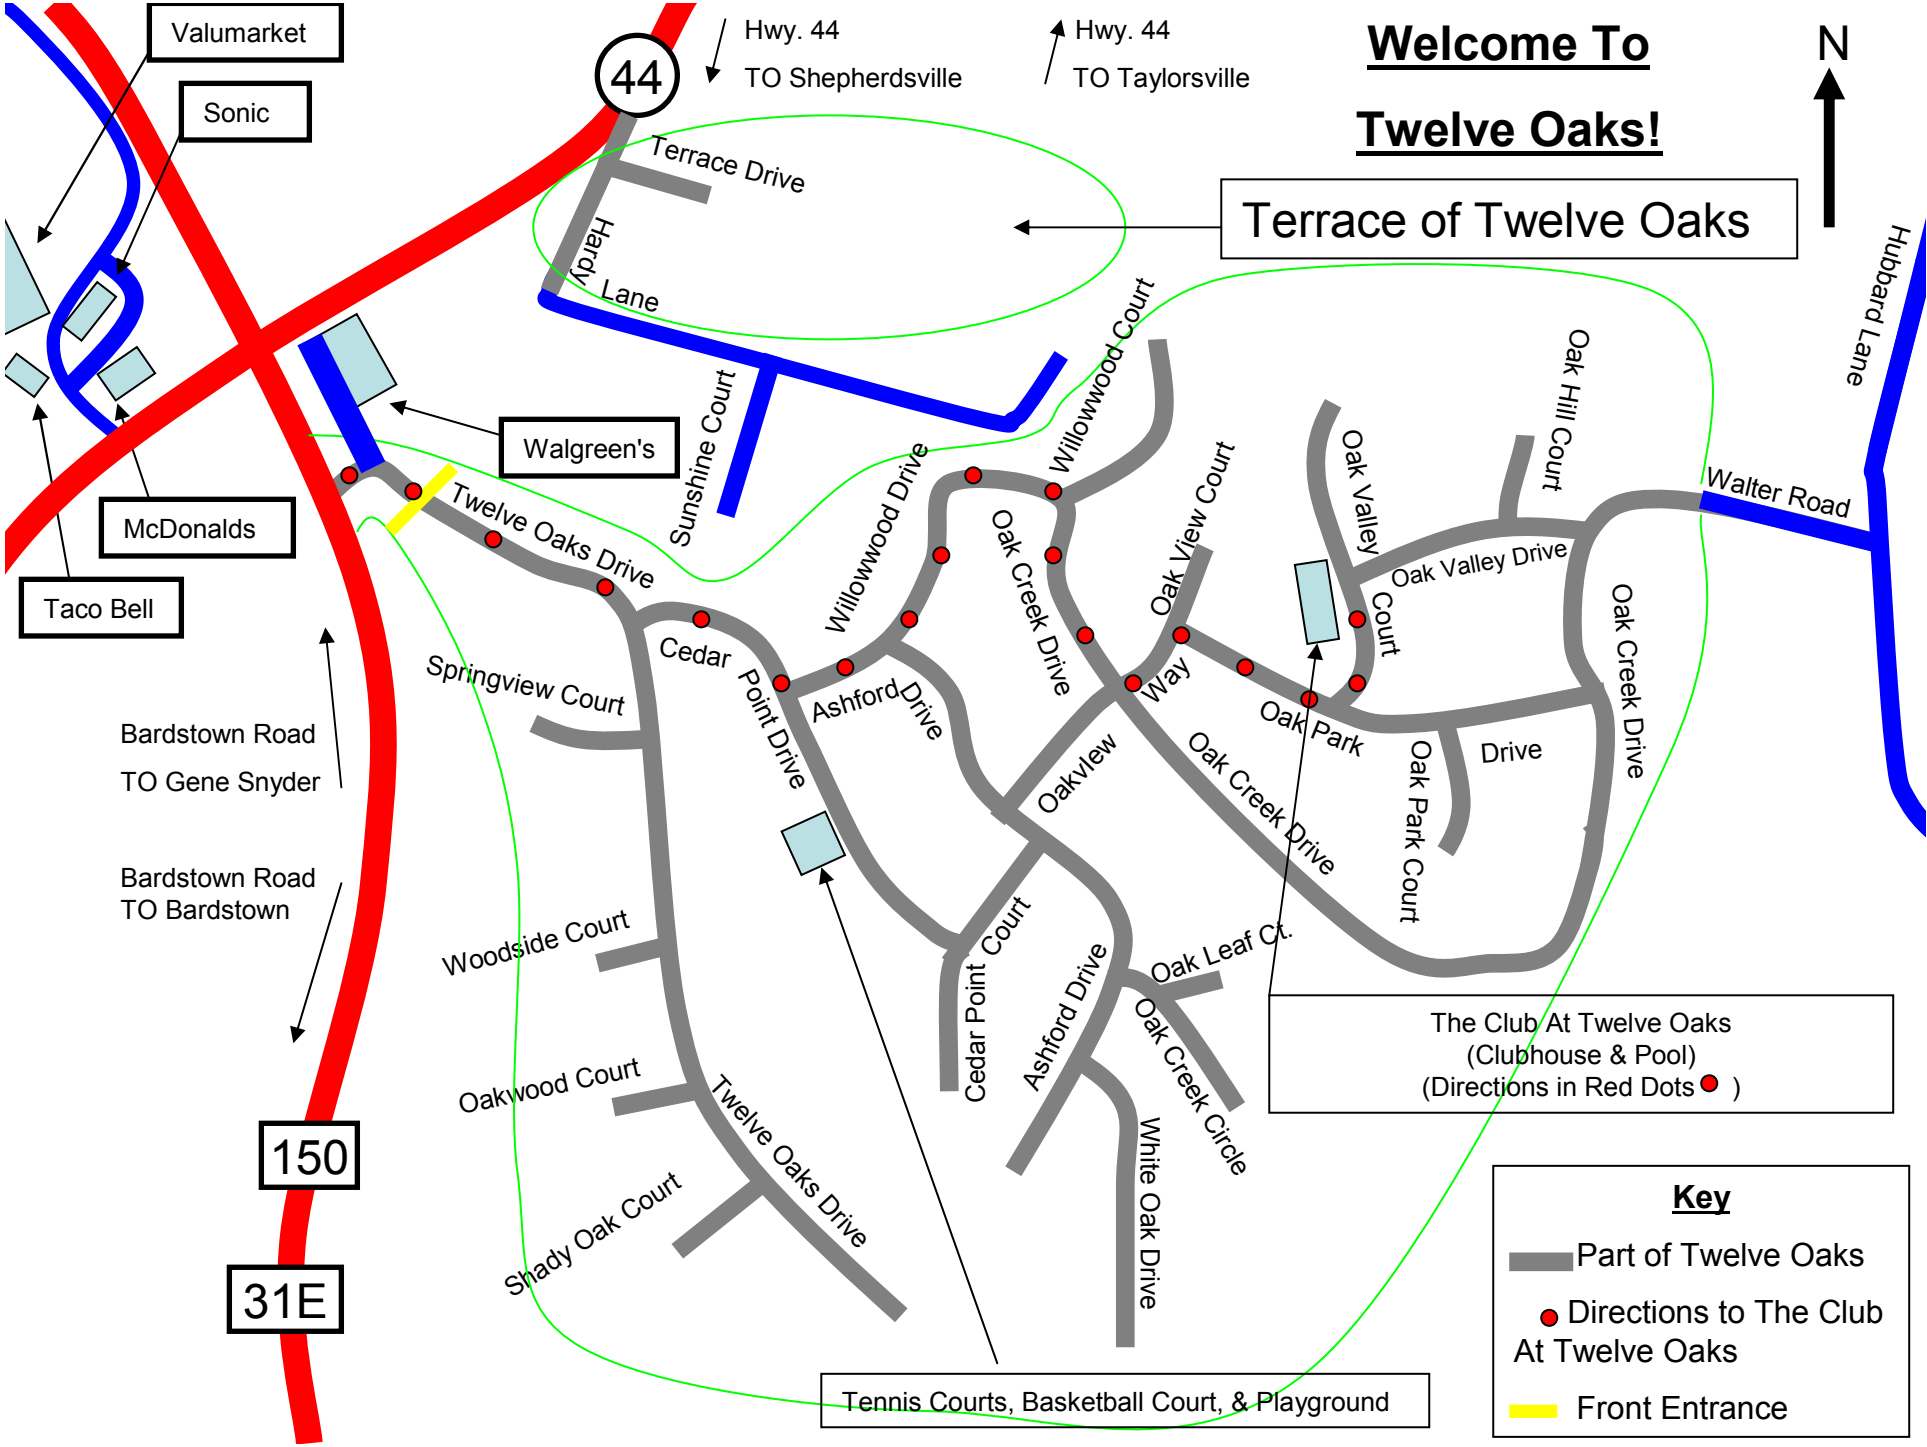 Valumarket
Sonic
44
Hwy. 44
TO Shepherdsville
Hwy. 44
TO Taylorsville
Welcome To
Twelve Oaks!
N
Terrace of Twelve Oaks
Terrace Drive
Hardy
Lane
Hubbard Lane
Walgreen's
McDonalds
Taco Bell
Sunshine Court
Willowwood Court
Willowwood Drive
Oak Hill Court
Oak Valley
Court
Oak Valley Drive
Walter Road
Twelve Oaks Drive
Oak View Court
Oak Creek Drive
Oak Creek Drive
Cedar
Point Drive
Springview Court
Ashford
Drive
Way
Oakview
Oak Park
Drive
Oak Creek Drive
Oak Park Court
Bardstown Road
TO Gene Snyder
Bardstown Road
TO Bardstown
Woodside Court
Cedar Point
Court
Ashford Drive
Oak Leaf Ct.
Oak Creek Circle
Oakwood Court
Twelve Oaks Drive
Shady Oak Court
White Oak Drive
150
31E
The Club At Twelve Oaks
(Clubhouse & Pool)
(Directions in Red Dots )
Tennis Courts, Basketball Court, & Playground
Key
Part of Twelve Oaks
Directions to The Club
At Twelve Oaks
Front Entrance